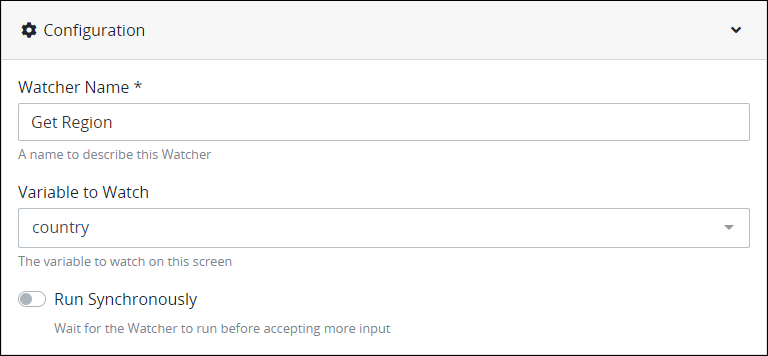 Configuration
Watcher Name *
Get Region
A name to describe this Watcher
Variable to Watch
country
The variable to watch on this screen
Run Synchronously
Wait for the Watcher to run before accepting more input